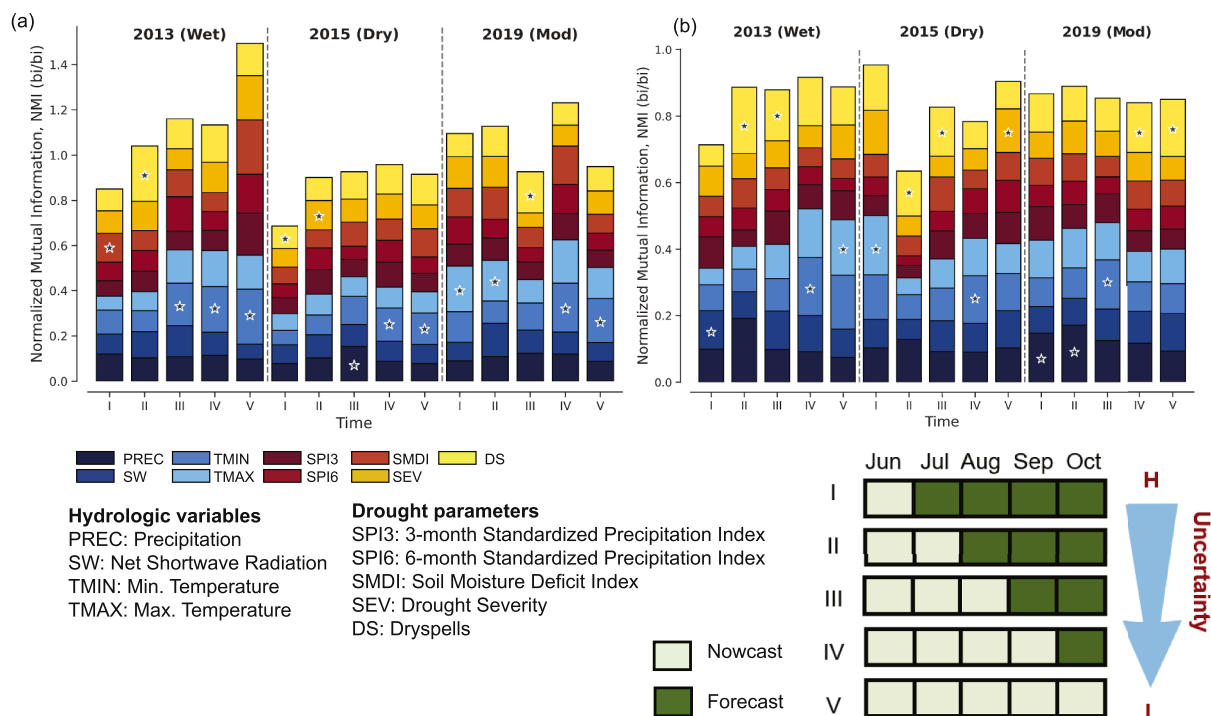 (a)
2013 (Wet)
2015 (Dry)
2019 (Mod)
Normalized Mutual Information, NMI (bi/bi)
1.4
1.2
1.0
0.8
0.6
0.4
0.2
0.0
I II III IV V I II III IV V I II III IV V
Time
(b)
2013 (Wet)
2015 (Dry)
2019 (Mod)
Normalized Mutual Information, NMI (bi/bi)
1.0
0.8
0.6
0.4
0.2
0.0
I II III IV V I II III IV V I II III IV V
Time
PREC TMIN SPI3 SMDI DS
SW TMAX SPI6 SEV
Hydrologic variables
PREC: Precipitation
SW: Net Shortwave Radiation
TMIN: Min. Temperature
TMAX: Max. Temperature
Drought parameters
SPI3: 3-month Standardized Precipitation Index
SPI6: 6-month Standardized Precipitation Index
SMDI: Soil Moisture Deficit Index
SEV: Drought Severity
DS: Dryspells
Nowcast
Forecast
Jun Jul Aug Sep Oct
I
II
III
IV
V
H
Uncertainty
L